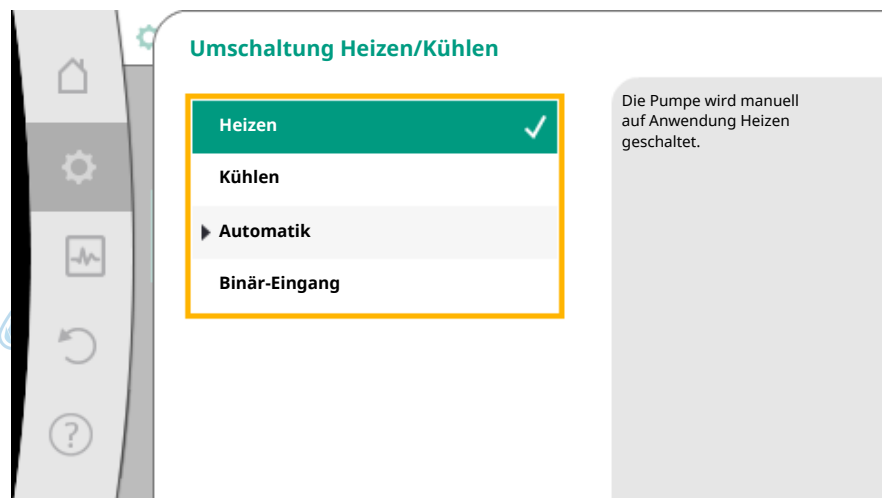 Umschaltung Heizen/Kühlen
Heizen
Kühlen
Automatik
Binär-Eingang
Die Pumpe wird manuell
auf Anwendung Heizen
geschaltet.
?